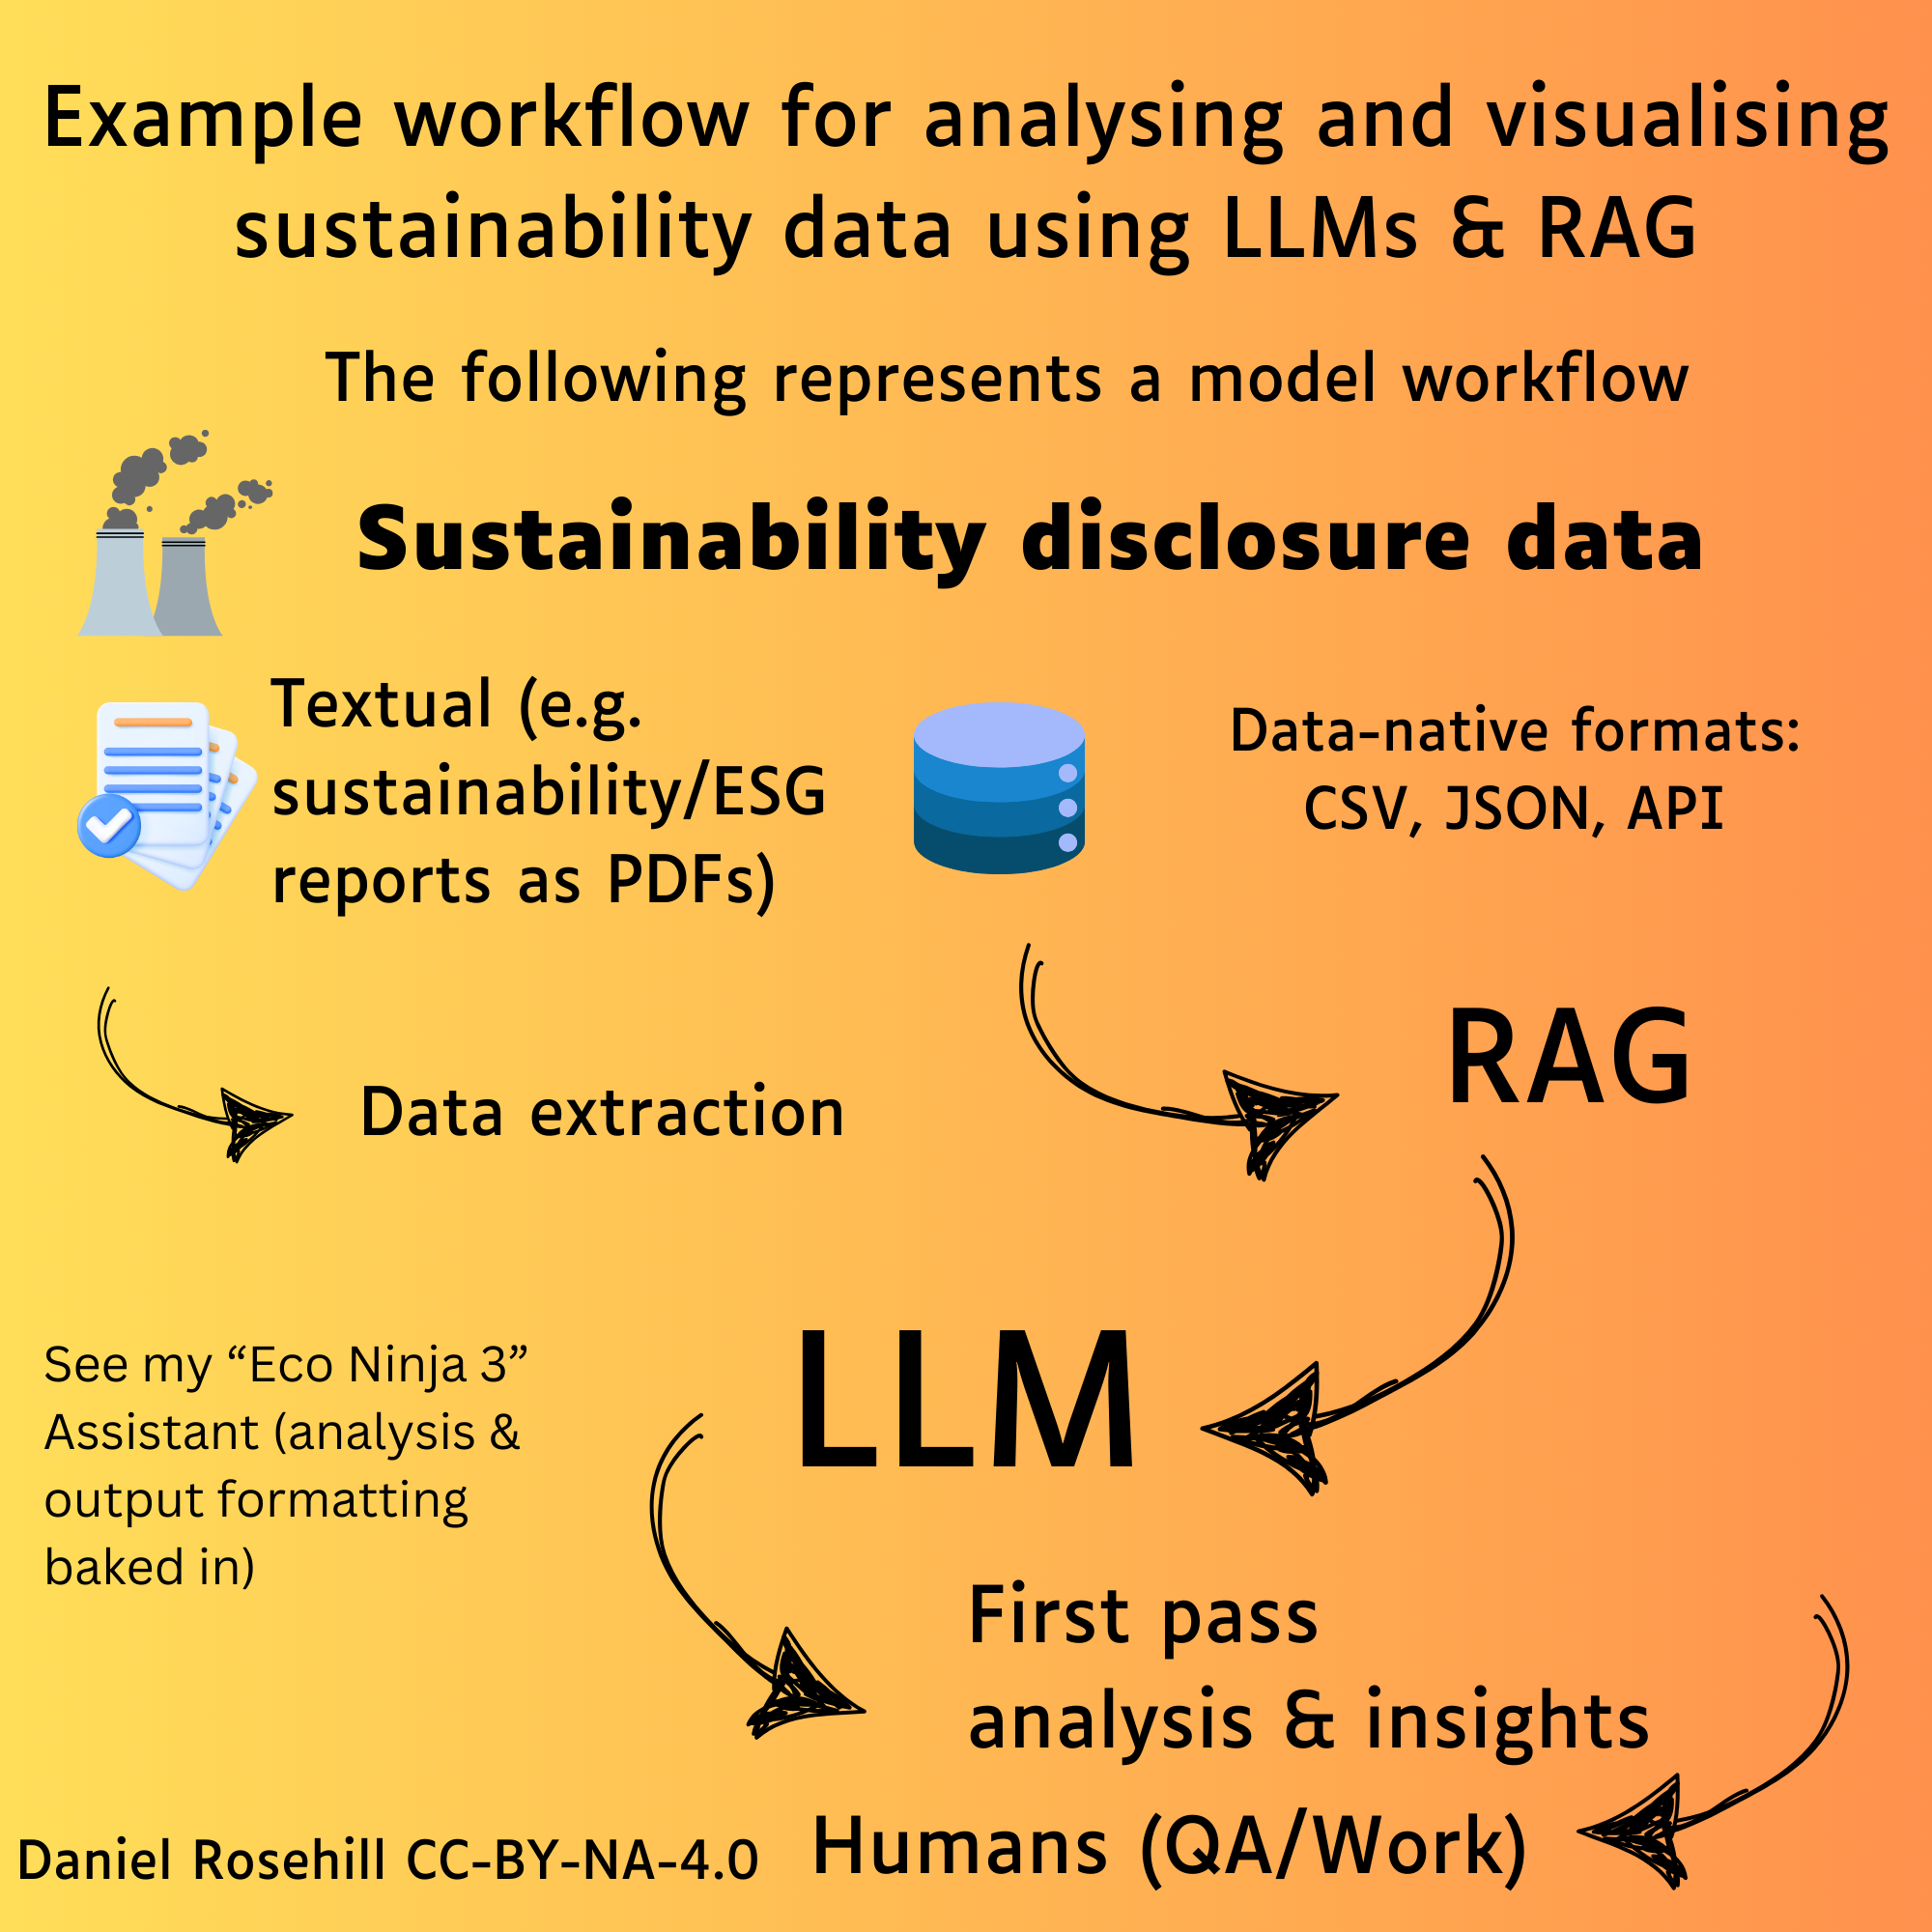 Example workflow for analysing and visualising
sustainability data using LLMs & RAG
The following represents a model workflow
Sustainability disclosure data
Textual (e.g.
sustainability/ESG
reports as PDFs)
Data-native formats:
CSV, JSON, API
RAG
Data extraction
LLM
See my “Eco Ninja 3”
Assistant (analysis &
output formatting
baked in)
First pass
analysis & insights
Humans (QA/Work)
Daniel Rosehill CC-BY-NA-4.0